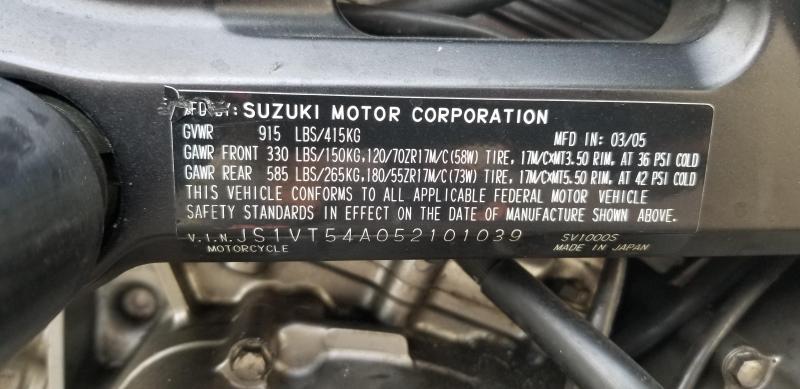 MFD BY: SUZUKI MOTOR CORPORATION
GVWR 915 LBS/415KG MFD IN: 03/05
GAWR FRONT 330 LBS/150KG,120/70ZR17M/C(58W) TIRE, 17M/C×MT3.50 RIM, AT 36 PSI COLD
GAWR REAR 585 LBS/265KG,180/55ZR17M/C(73W) TIRE, 17M/C×MT5.50 RIM, AT 42 PSI COLD
THIS VEHICLE CONFORMS TO ALL APPLICABLE FEDERAL MOTOR VEHICLE
SAFETY STANDARDS IN EFFECT ON THE DATE OF MANUFACTURE SHOWN ABOVE.
V.I.N. JS1VT54A052101039 SV1000S
MOTORCYCLE MADE IN JAPAN